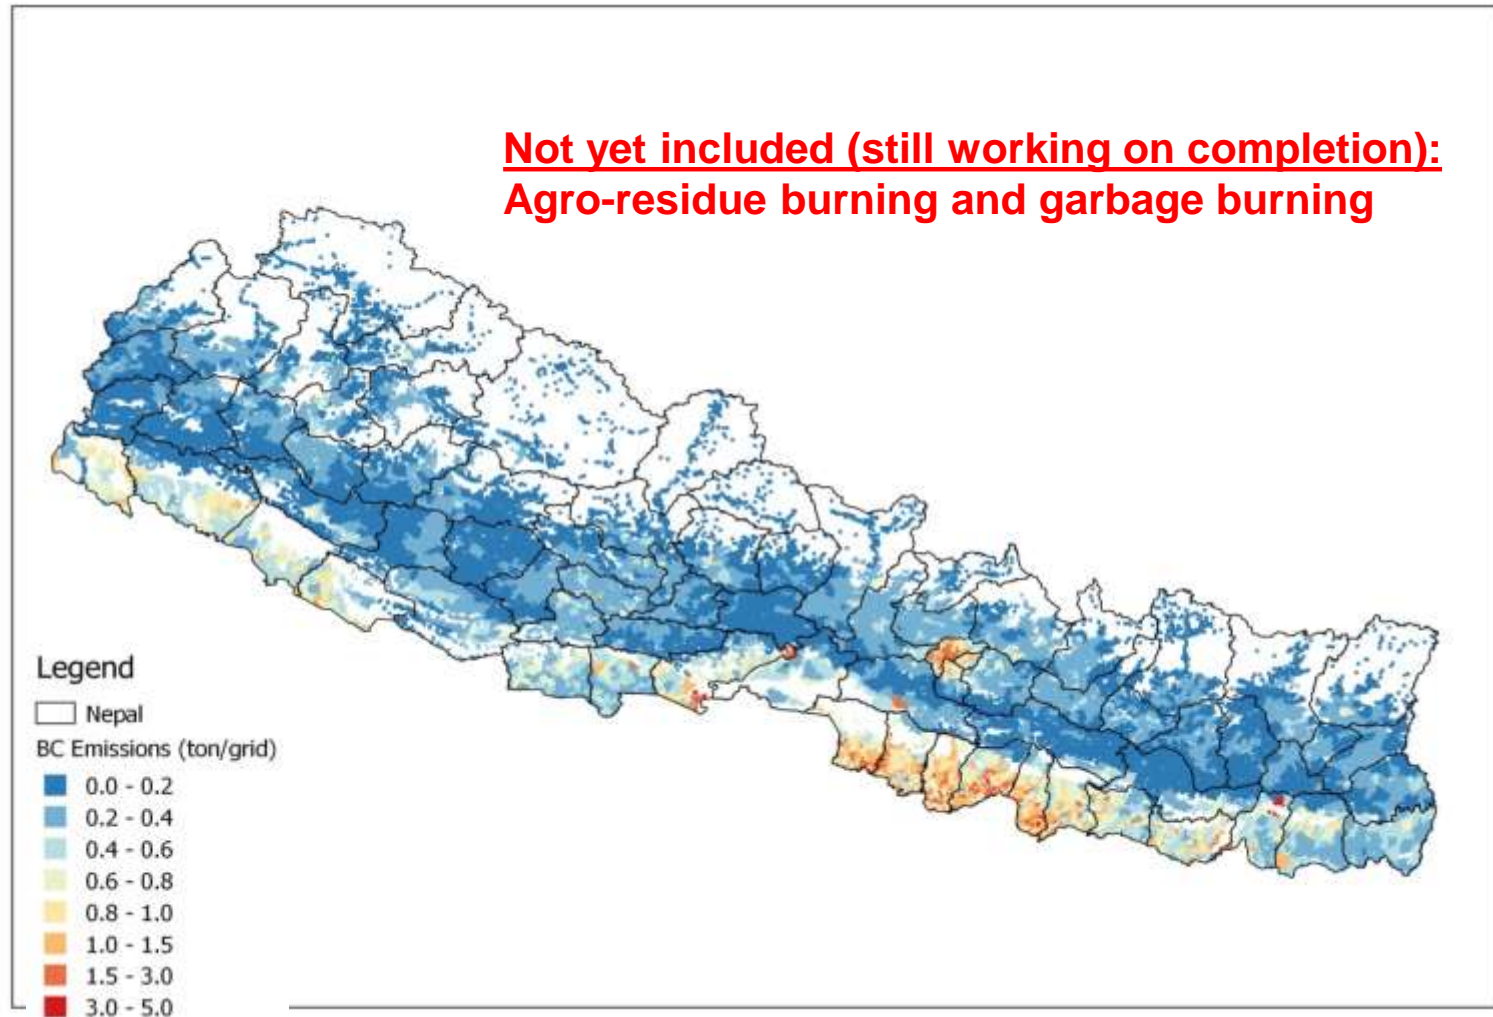 Not yet included (still working on completion):
Agro-residue burning and garbage burning
Legend
Nepal
BC Emissions (ton/grid)
0.0 - 0.2
0.2 - 0.4
0.4 - 0.6
0.6 - 0.8
0.8 - 1.0
1.0 - 1.5
1.5 - 3.0
3.0 - 5.0